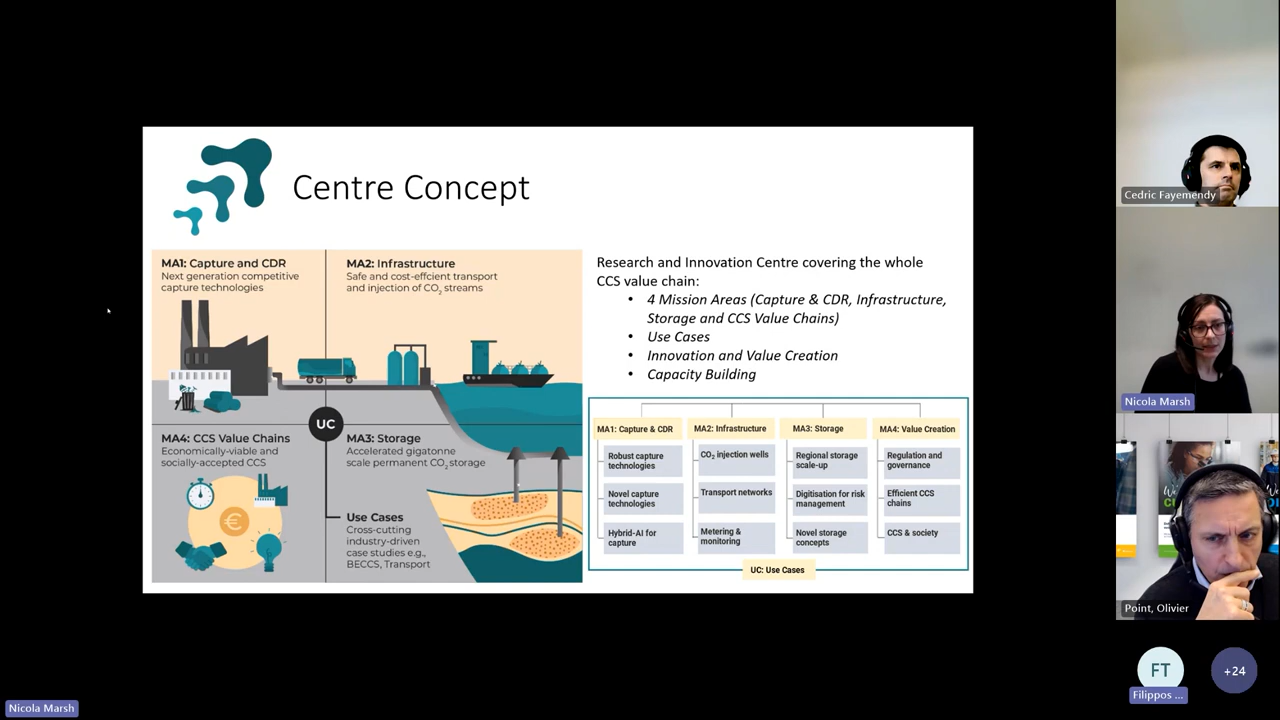 Centre Concept
MA1: Capture and CDR
Next generation competitive
capture technologies
MA2: Infrastructure
Safe and cost-effcient transport
and injection of CO2 streams
UC
MA4: CCS Value Chains
Economically-viable and
socially-accepted CCS
MA3: Storage
Accelerated gigatonne
scale permanent CO2 storage
Use Cases
Cross-cutting
industry-driven
case studies e.g.,
BECCS, Transport
Research and Innovation Centre covering the whole
CCS value chain:
• 4 Mission Areas (Capture & CDR, Infrastructure,
Storage and CCS Value Chains)
• Use Cases
• Innovation and Value Creation
• Capacity Building
MA1: Capture & CDR
Robust capture
technologies
Novel capture
technologies
Hybrid-AI for
capture
MA2: Infrastructure
CO2 injection wells
Transport networks
Metering &
monitoring
MA3: Storage
Regional storage
scale-up
Digitisation for risk
management
Novel storage
concepts
MA4: Value Creation
Regulation and
governance
Efficient CCS
chains
CCS & society
UC: Use Cases
Cedric Fayemendy
Nicola Marsh
Point, Olivier
FT
Filippos ...
+24
Nicola Marsh